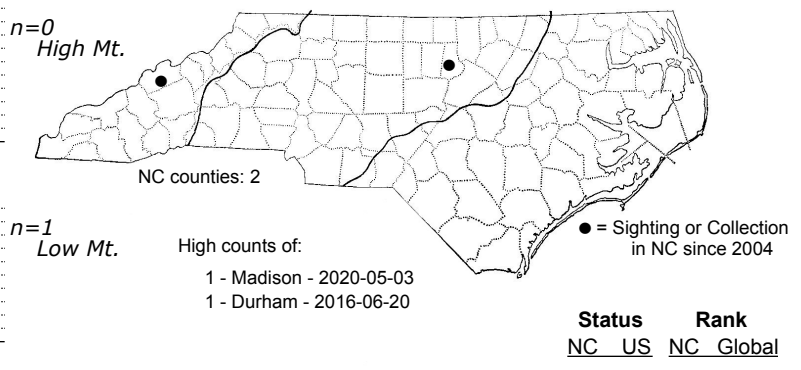 n=0
High Mt.
NC counties: 2
n=1
Low Mt.
High counts of:
1 - Madison - 2020-05-03
1 - Durham - 2016-06-20
● = Sighting or Collection
in NC since 2004
Status Rank
NC US NC Global